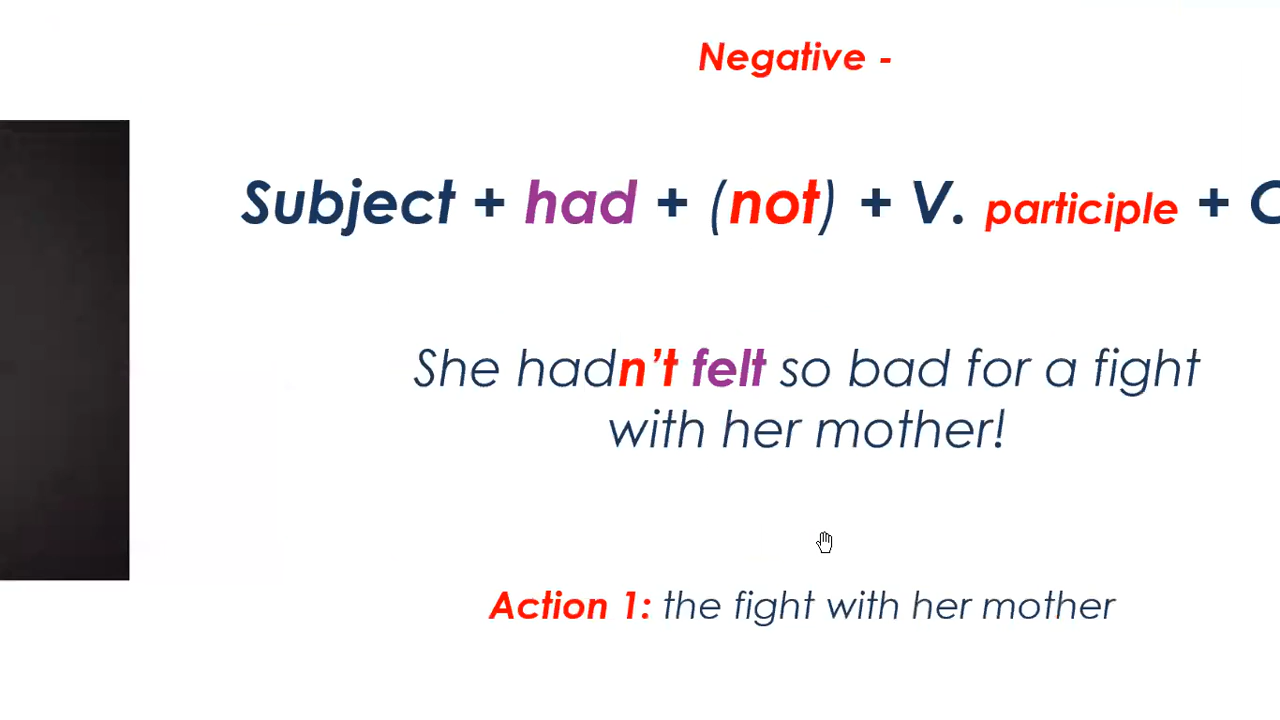 Negative -
Subject + had + (not) + V. participle + C
She hadn’t felt so bad for a fight
with her mother!
Action 1: the fight with her mother